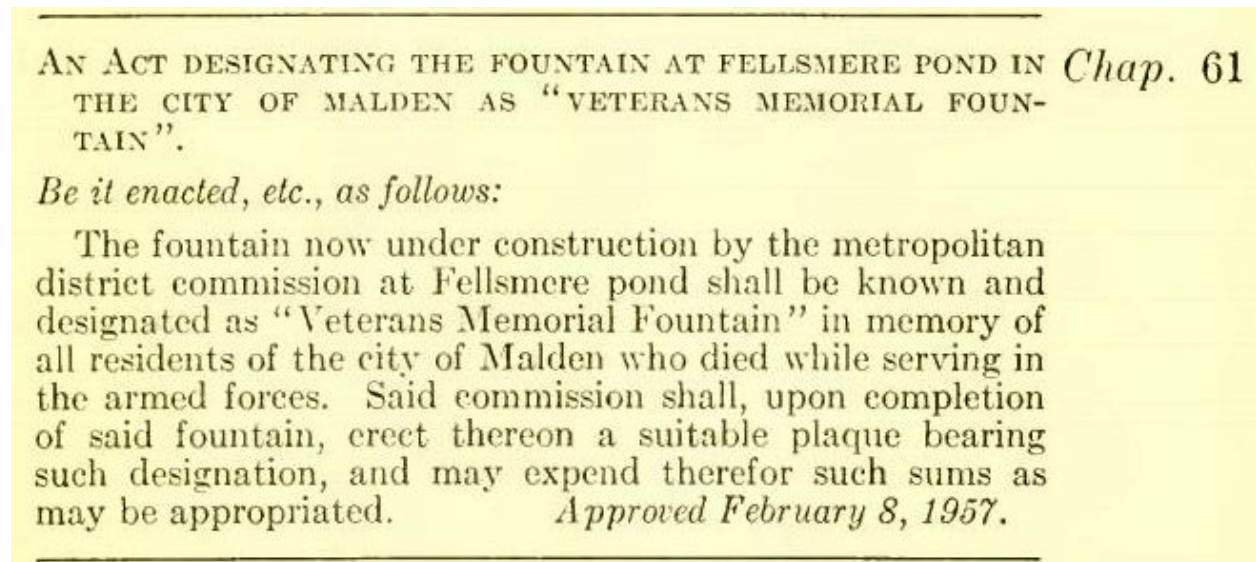 AN ACT DESIGNATING THE FOUNTAIN AT FELLSMERE POND IN Chap. 61
THE CITY OF MALDEN AS "VETERANS MEMORIAL FOUN-
TAIN".
Be it enacted, etc., as follows:
The fountain now under construction by the metropolitan
district commission at Fellsmere pond shall be known and
designated as "Veterans Memorial Fountain" in memory of
all residents of the city of Malden who died while serving in
the armed forces. Said commission shall, upon completion
of said fountain, erect thereon a suitable plaque bearing
such designation, and may expend therefor such sums as
may be appropriated. Approved February 8, 1957.